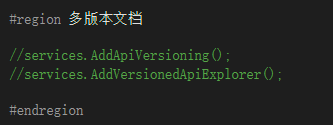 #region 多版本文档
//services.AddApiVersioning();
//services.AddVersionedApiExplorer();
#endregion